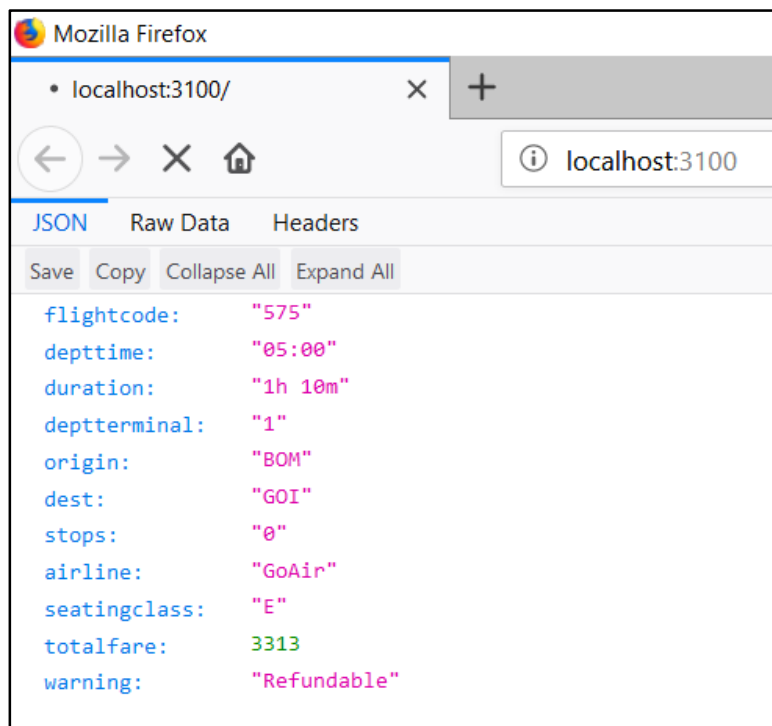 Mozilla Firefox
• localhost:3100/
localhost:3100
JSON Raw Data Headers
Save Copy Collapse All Expand All
flightcode: "575"
depttime: "05:00"
duration: "1h 10m"
deptterminal: "1"
origin: "BOM"
dest: "GOI"
stops: "0"
airline: "GoAir"
seatingclass: "E"
totalfare: 3313
warning: "Refundable"